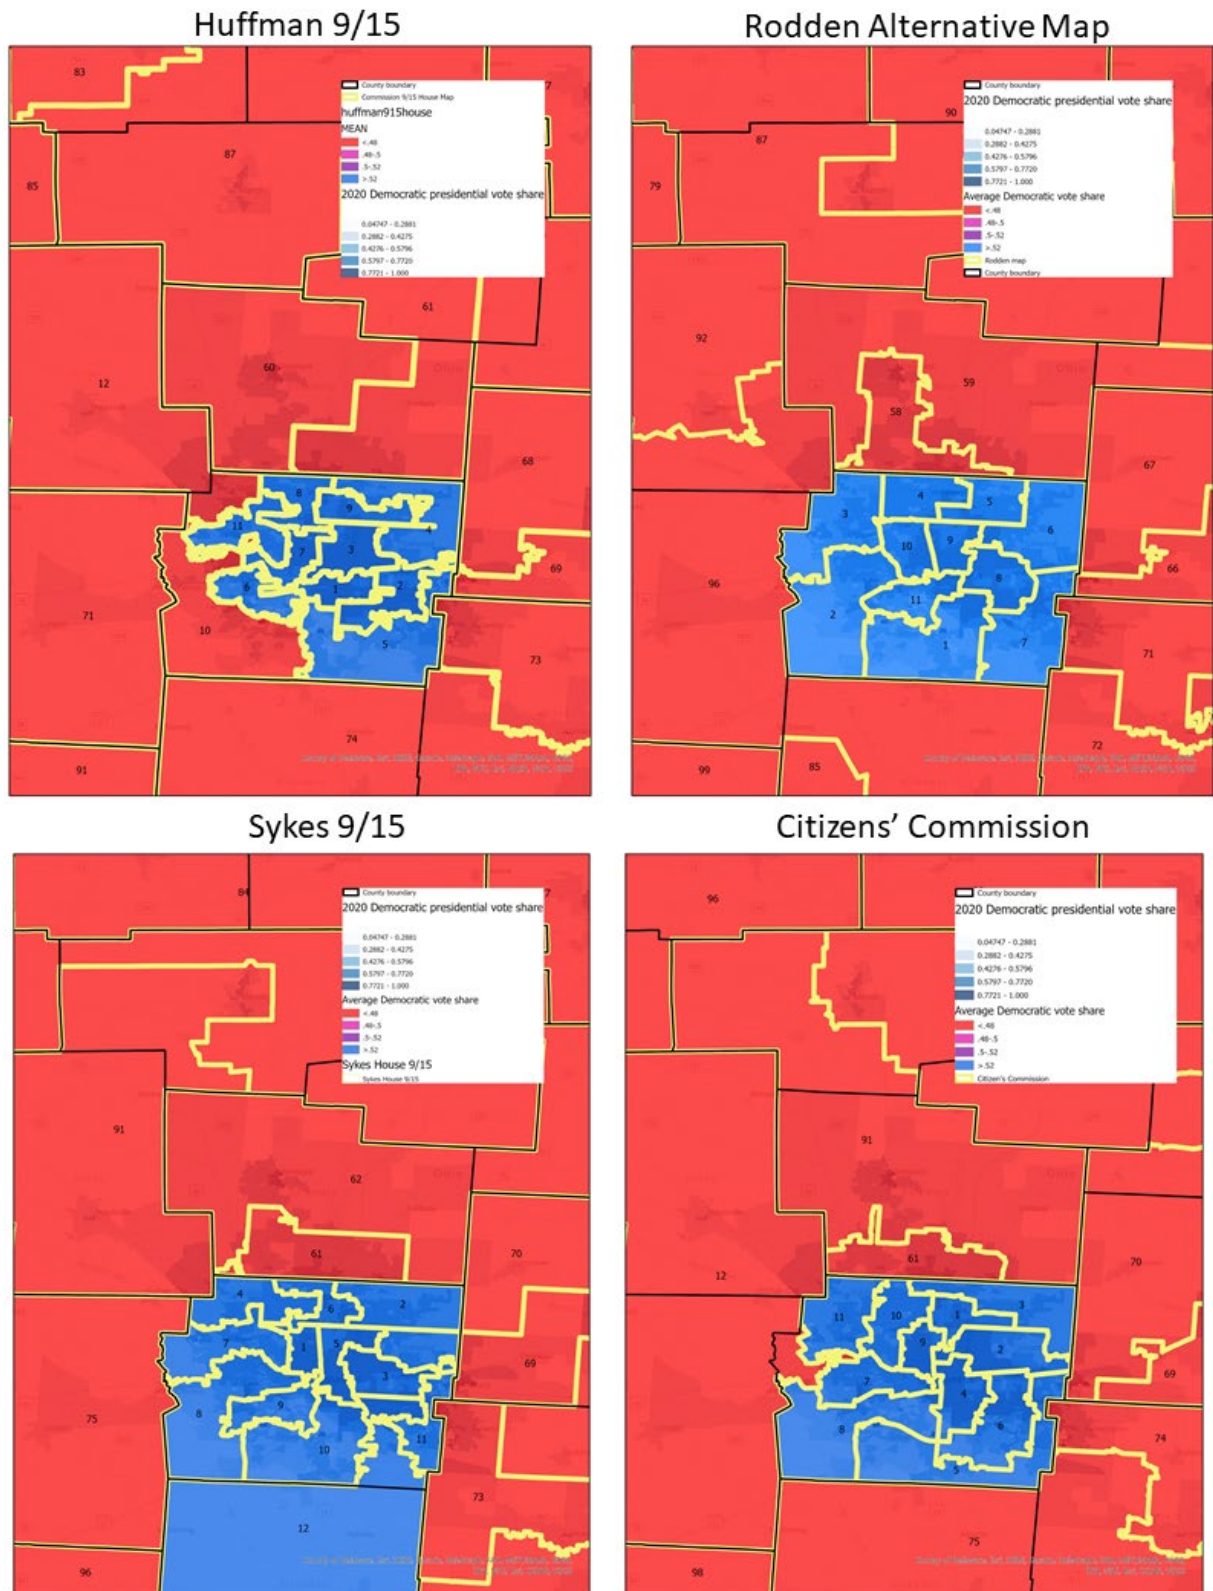 Huffman 9/15
83
7
County boundary
Commission 9/15 House Map
huffman915house
MEAN
<.48
.48-.5
.5-.52
>.52
2020 Democratic presidential vote share
0.04747 - 0.2881
0.2882 - 0.4275
0.4276 - 0.5796
0.5797 - 0.7720
0.7721 - 1.000
87
85
61
60
12
68
8
9
11
4
7
3
69
6
1
2
71
10
5
73
74
91
Rodden Alternative Map
90
County boundary
2020 Democratic presidential vote share
0.04747 - 0.2881
0.2882 - 0.4275
0.4276 - 0.5796
0.5797 - 0.7720
0.7721 - 1.000
Average Democratic vote share
<.48
.48-.5
.5-.52
>.52
Rodden map
County boundary
87
79
92
59
58
67
4
5
3
6
10
9
66
96
8
2
11
1
7
71
72
85
99
Sykes 9/15
84
7
County boundary
2020 Democratic presidential vote share
0.04747 - 0.2881
0.2882 - 0.4275
0.4276 - 0.5796
0.5797 - 0.7720
0.7721 - 1.000
Average Democratic vote share
<.48
.48-.5
.5-.52
>.52
Sykes House 9/15
Sykes House 9/15
91
62
61
70
4
6
2
7
1
5
69
3
75
8
9
10
11
73
12
96
Citizens' Commission
96
County boundary
2020 Democratic presidential vote share
0.04747 - 0.2881
0.2882 - 0.4275
0.4276 - 0.5796
0.5797 - 0.7720
0.7721 - 1.000
Average Democratic vote share
<.48
.48-.5
.5-.52
>.52
Citizen's Commission
91
61
70
12
11
10
1
3
9
2
69
7
4
8
6
74
5
75
98